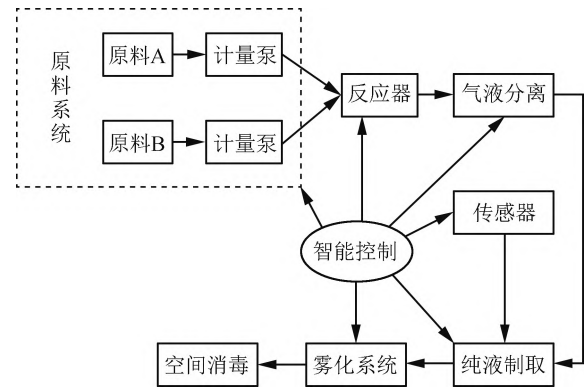 原料系统
原料A
计量泵
原料B
计量泵
反应器
气液分离
传感器
智能控制
空间消毒
雾化系统
纯液制取